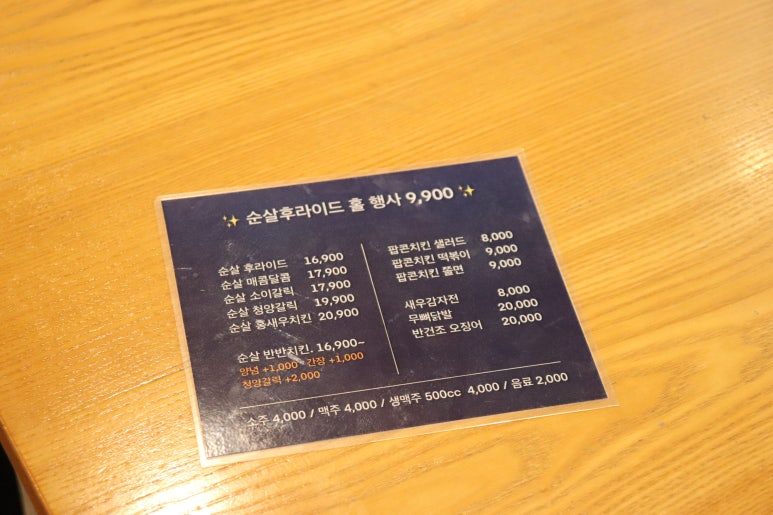 ✨ 순살후라이드 홀 행사 9,900 ✨
순살 후라이드 16,900
순살 매콤달콤 17,900
순살 소이갈릭 17,900
순살 청양갈릭 19,900
순살 홍새우치킨 20,900
순살 반반치킨. 16,900~
양념 +1,000 간장 +1,000
청양갈릭 +2,000
팝콘치킨 샐러드 8,000
팝콘치킨 떡볶이 9,000
팝콘치킨 쫄면 9,000
새우감자전 8,000
무뼈닭발 20,000
반건조 오징어 20,000
소주 4,000 / 맥주 4,000 / 생맥주 500cc 4,000 / 음료 2,000